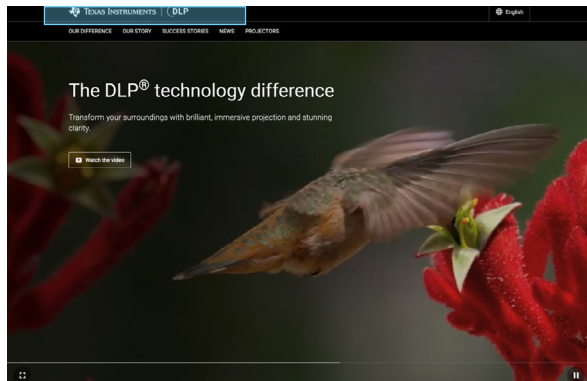 TEXAS INSTRUMENTS | DLP
English
OUR DIFFERENCE OUR STORY SUCCESS STORIES NEWS PROJECTORS
The DLP® technology difference
Transform your surroundings with brilliant, immersive projection and stunning
clarity.
Watch the video